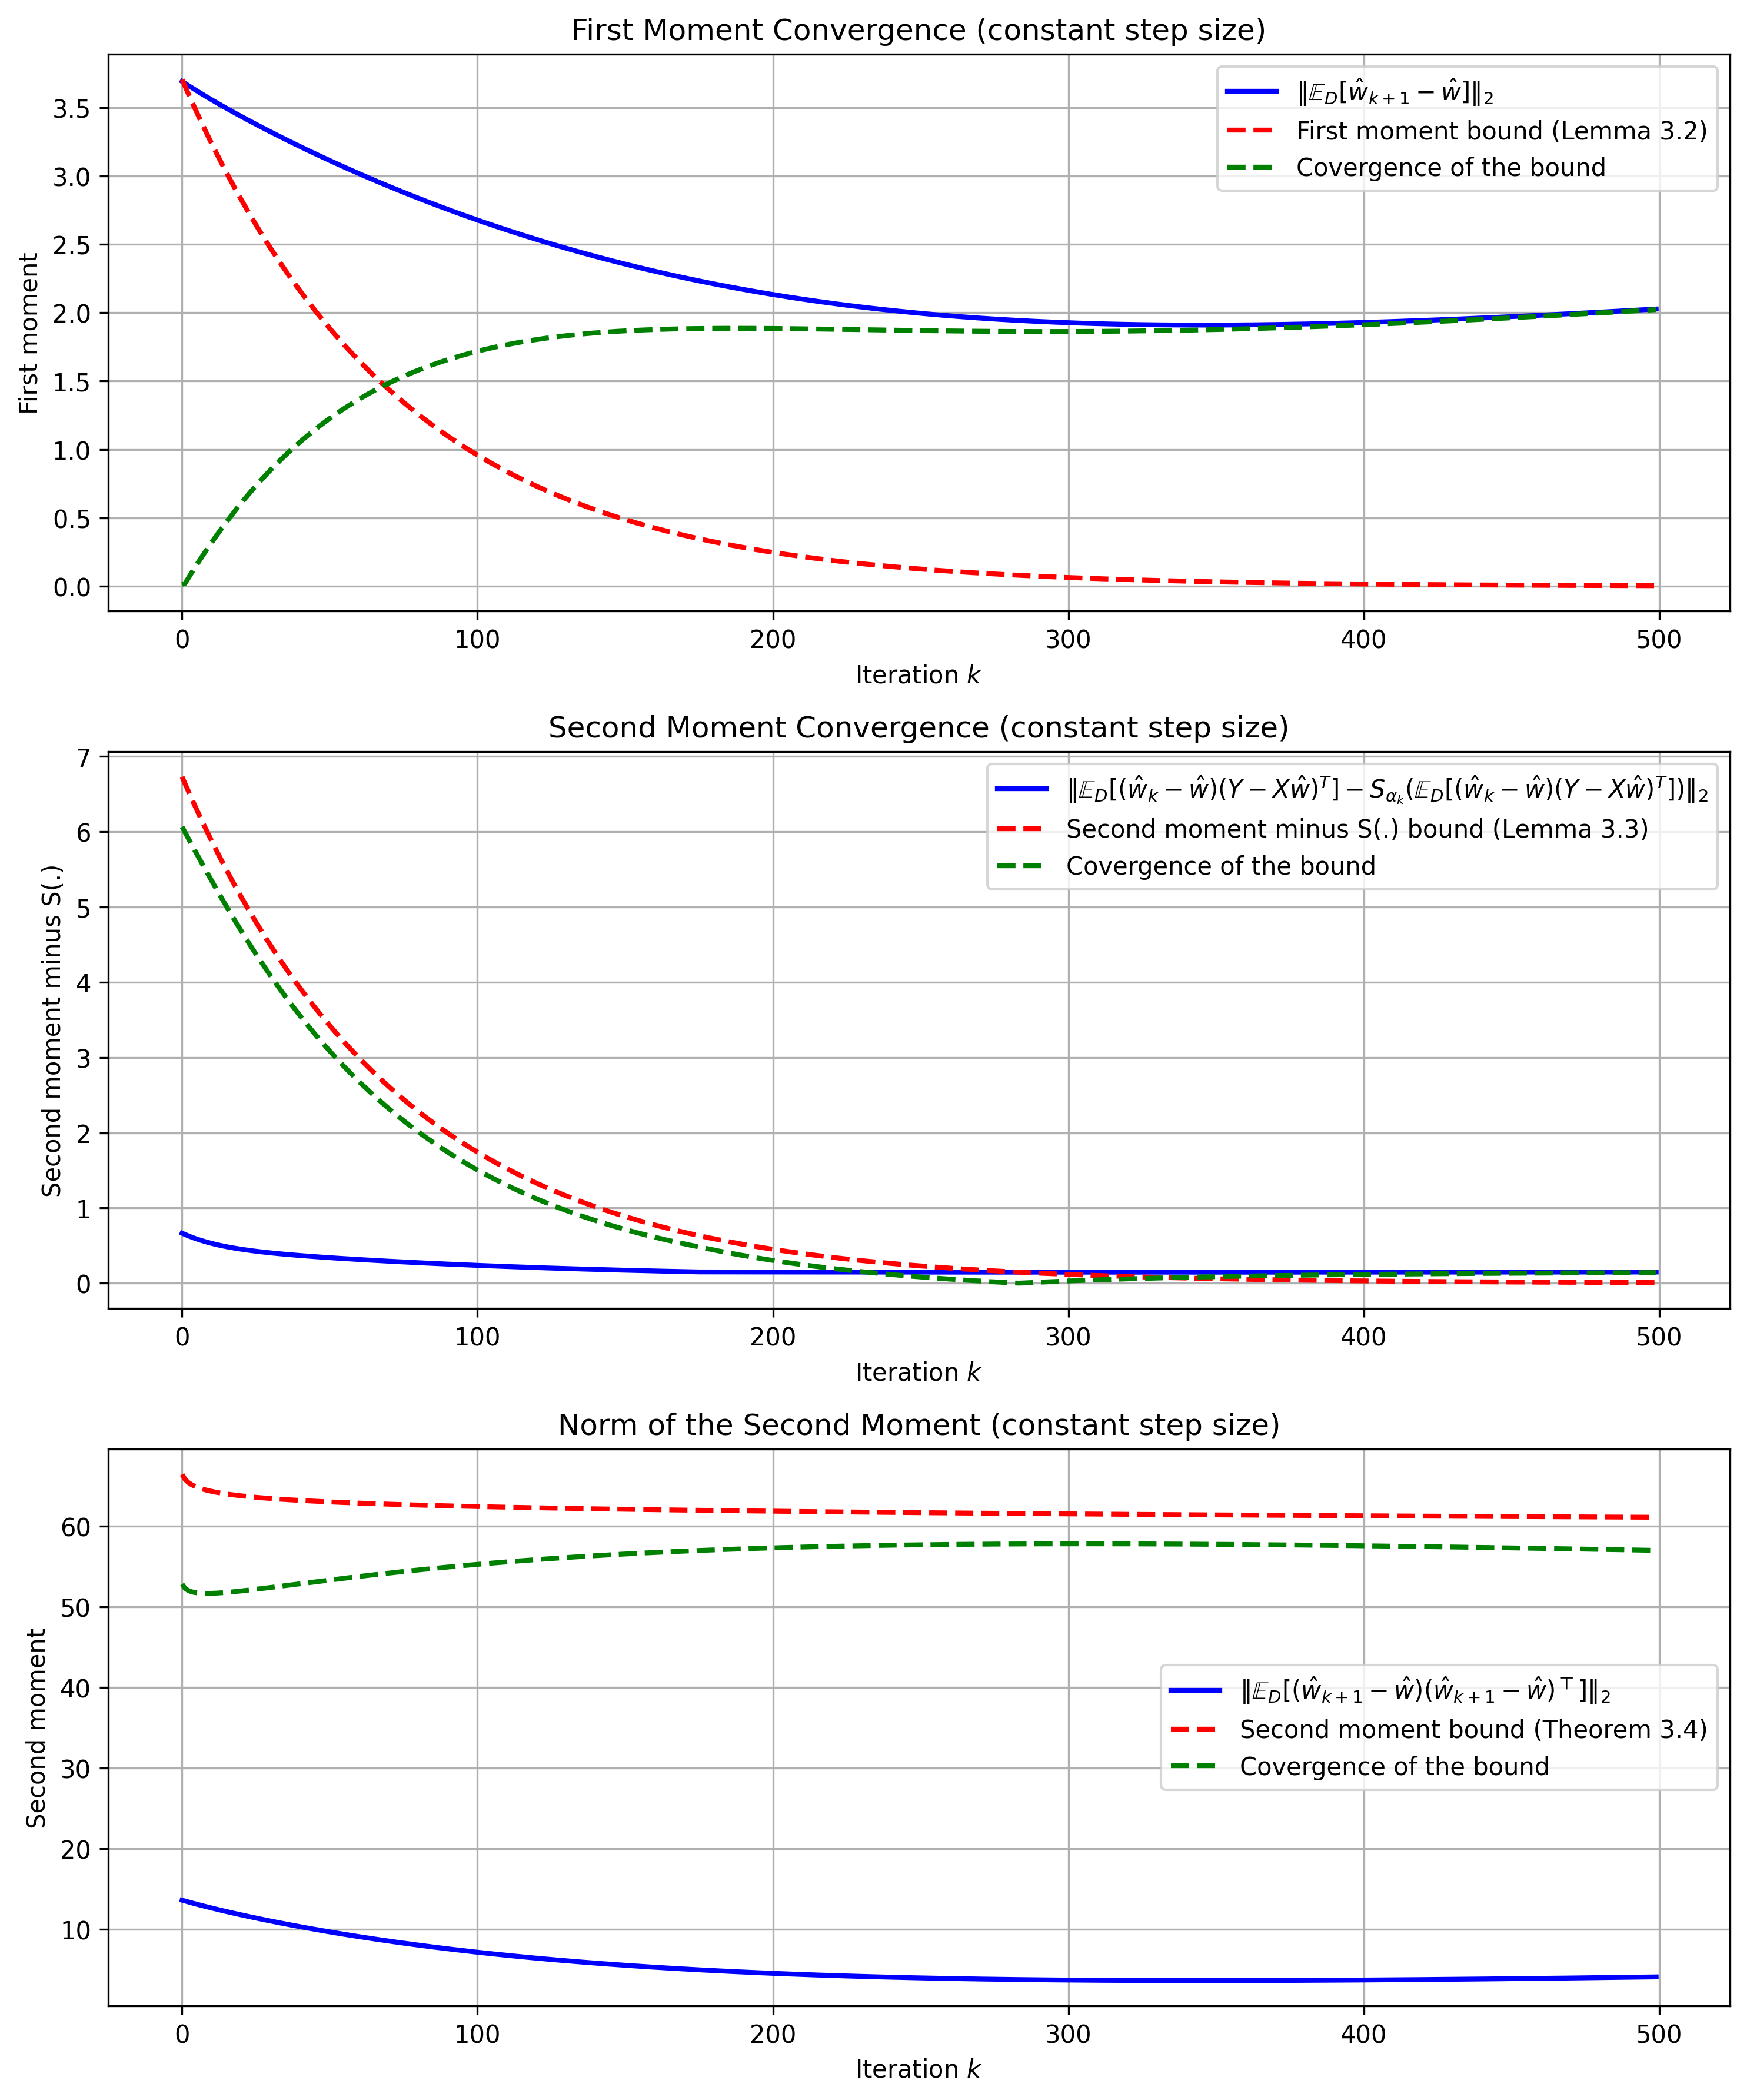 First Moment Convergence (constant step size)
‖𝔼_D[ŵ_{k+1} − ŵ]‖₂
First moment bound (Lemma 3.2)
Covergence of the bound
First moment
3.5
3.0
2.5
2.0
1.5
1.0
0.5
0.0
0 100 200 300 400 500
Iteration k
Second Moment Convergence (constant step size)
‖𝔼_D[(ŵ_k − ŵ)(Y − Xŵ)^T] − S_{α_k}(𝔼_D[(ŵ_k − ŵ)(Y − Xŵ)^T])‖₂
Second moment minus S(.) bound (Lemma 3.3)
Covergence of the bound
Second moment minus S(.)
7
6
5
4
3
2
1
0
0 100 200 300 400 500
Iteration k
Norm of the Second Moment (constant step size)
‖𝔼_D[(ŵ_{k+1} − ŵ)(ŵ_{k+1} − ŵ)^⊤]‖₂
Second moment bound (Theorem 3.4)
Covergence of the bound
Second moment
60
50
40
30
20
10
0 100 200 300 400 500
Iteration k